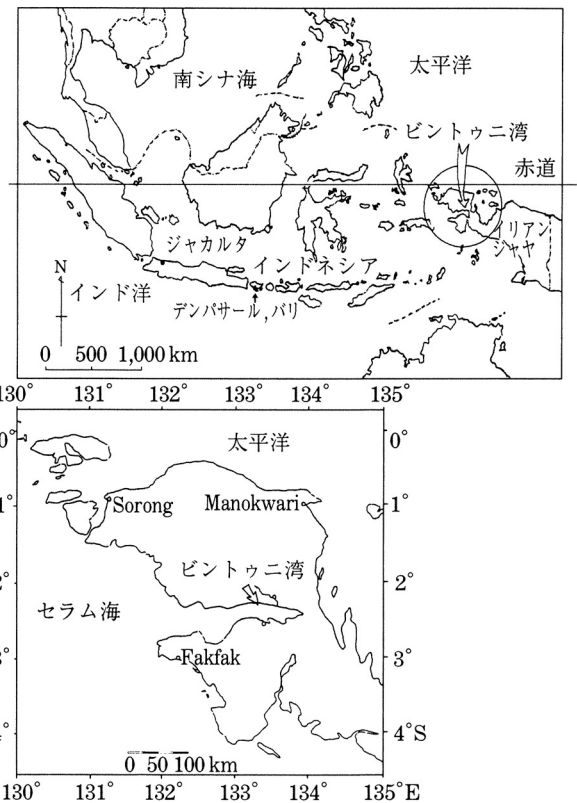 南シナ海
太平洋
ビントゥニ湾
赤道
イリアン
ジャヤ
ジャカルタ
インドネシア
N
インド洋
デンパサール,バリ
0 500 1,000 km
130° 131° 132° 133° 134° 135°
太平洋
0° 0°
1° Sorong Manokwari 1°
ビントゥニ湾
2° 2°
セラム海
Fakfak
3° 3°
4° 4°S
0 50 100 km
130° 131° 132° 133° 134° 135°E